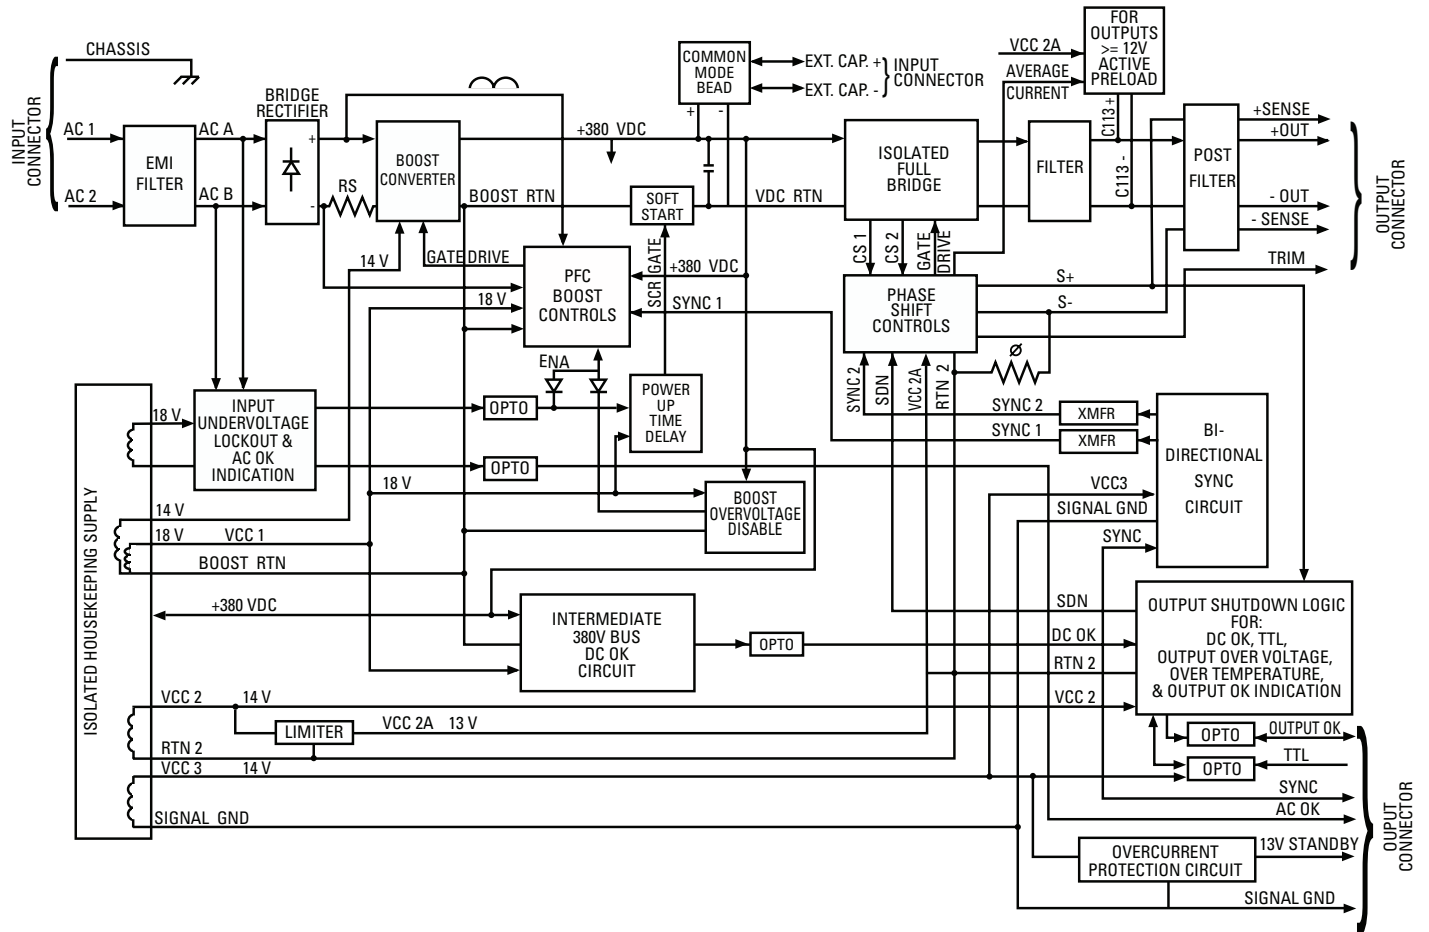 FOR
OUTPUTS
>= 12V
ACTIVE
PRELOAD
VCC 2A
AVERAGE
CURRENT
CHASSIS
INPUT
CONNECTOR
AC 1
AC 2
EMI
FILTER
AC A
AC B
BRIDGE
RECTIFIER
+
-
RS
BOOST
CONVERTER
COMMON
MODE
BEAD
+
-
EXT. CAP. +
EXT. CAP. -
INPUT
CONNECTOR
+380 VDC
BOOST RTN
SOFT
START
VDC RTN
ISOLATED
FULL
BRIDGE
FILTER
C113 +
C113 -
POST
FILTER
+SENSE
+OUT
- OUT
- SENSE
TRIM
OUTPUT
CONNECTOR
14 V
GATE DRIVE
18 V
PFC
BOOST
CONTROLS
SCR GATE
+380 VDC
SYNC 1
CS 1
CS 2
GATE
DRIVE
PHASE
SHIFT
CONTROLS
S+
S-
Ø
SYNC 2
SDN
VCC 2A
RTN 2
ENA
POWER
UP
TIME
DELAY
18 V
INPUT
UNDERVOLTAGE
LOCKOUT &
AC OK
INDICATION
OPTO
OPTO
SYNC 2
XMFR
SYNC 1
XMFR
BI-
DIRECTIONAL
SYNC
CIRCUIT
VCC3
SIGNAL GND
SYNC
18 V
BOOST
OVERVOLTAGE
DISABLE
ISOLATED HOUSEKEEPING SUPPLY
14 V
18 V
VCC 1
BOOST RTN
+380 VDC
INTERMEDIATE
380V BUS
DC OK
CIRCUIT
OPTO
SDN
DC OK
RTN 2
VCC 2
OUTPUT SHUTDOWN LOGIC
FOR:
DC OK, TTL,
OUTPUT OVER VOLTAGE,
OVER TEMPERATURE,
& OUTPUT OK INDICATION
VCC 2
14 V
LIMITER
VCC 2A
13 V
RTN 2
VCC 3
14 V
SIGNAL GND
OPTO
OUTPUT OK
OPTO
TTL
SYNC
AC OK
OVERCURRENT
PROTECTION CIRCUIT
13V STANDBY
SIGNAL GND
OUPUT
CONNECTOR